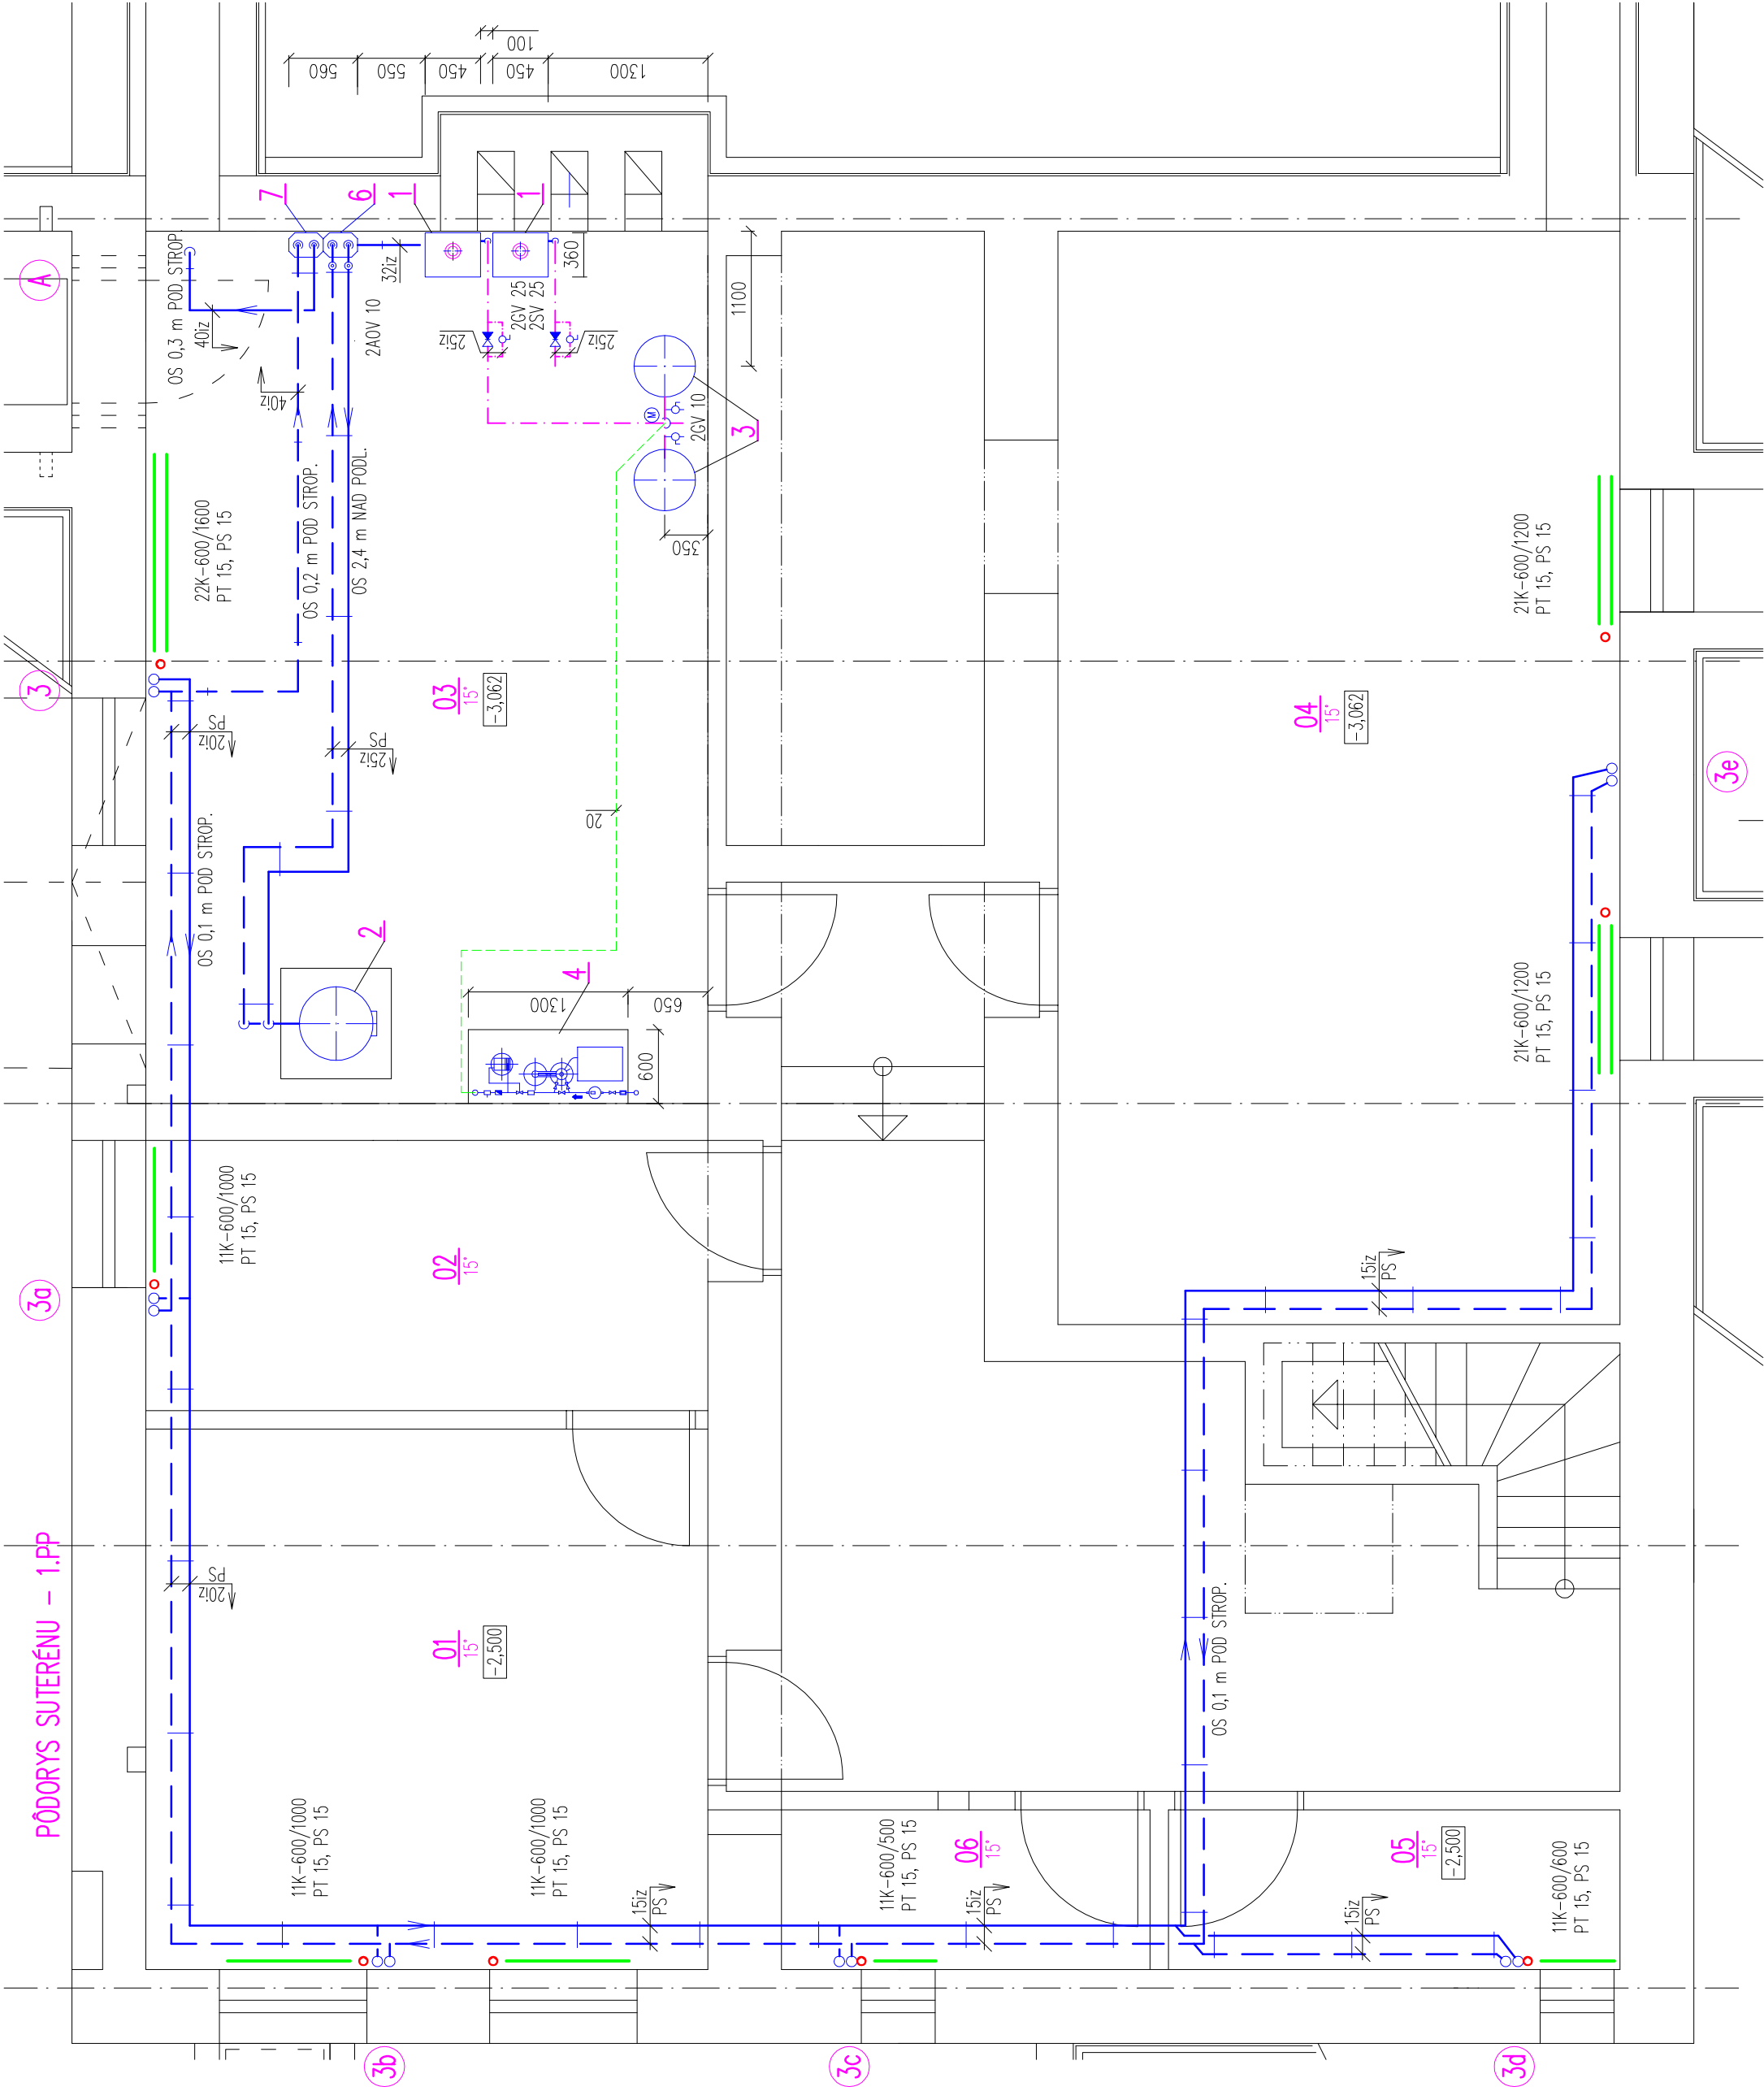 PÔDORYS SUTERÉNU - 1.PP
A
3
3a
3b
3c
3d
3e
560
550
450
100
450
1300
7
6
1
1
OS 0,3 m POD STROP.
40iz
32iz
360
2AOV 10
2GV 25
2SV 25
25iz
25iz
1100
40iz
M
2GV 10
3
350
22K-600/1600
PT 15, PS 15
OS 0,2 m POD STROP.
OS 2,4 m NAD PODL.
20iz
PS
25iz
PS
03
15°
-3,062
20
OS 0,1 m POD STROP.
2
4
1300
650
600
21K-600/1200
PT 15, PS 15
04
15°
-3,062
21K-600/1200
PT 15, PS 15
11K-600/1000
PT 15, PS 15
02
15°
15iz
PS
20iz
PS
01
15°
-2,500
OS 0,1 m POD STROP.
11K-600/1000
PT 15, PS 15
11K-600/1000
PT 15, PS 15
15iz
PS
11K-600/500
PT 15, PS 15
06
15°
15iz
PS
05
15°
-2,500
15iz
PS
11K-600/600
PT 15, PS 15